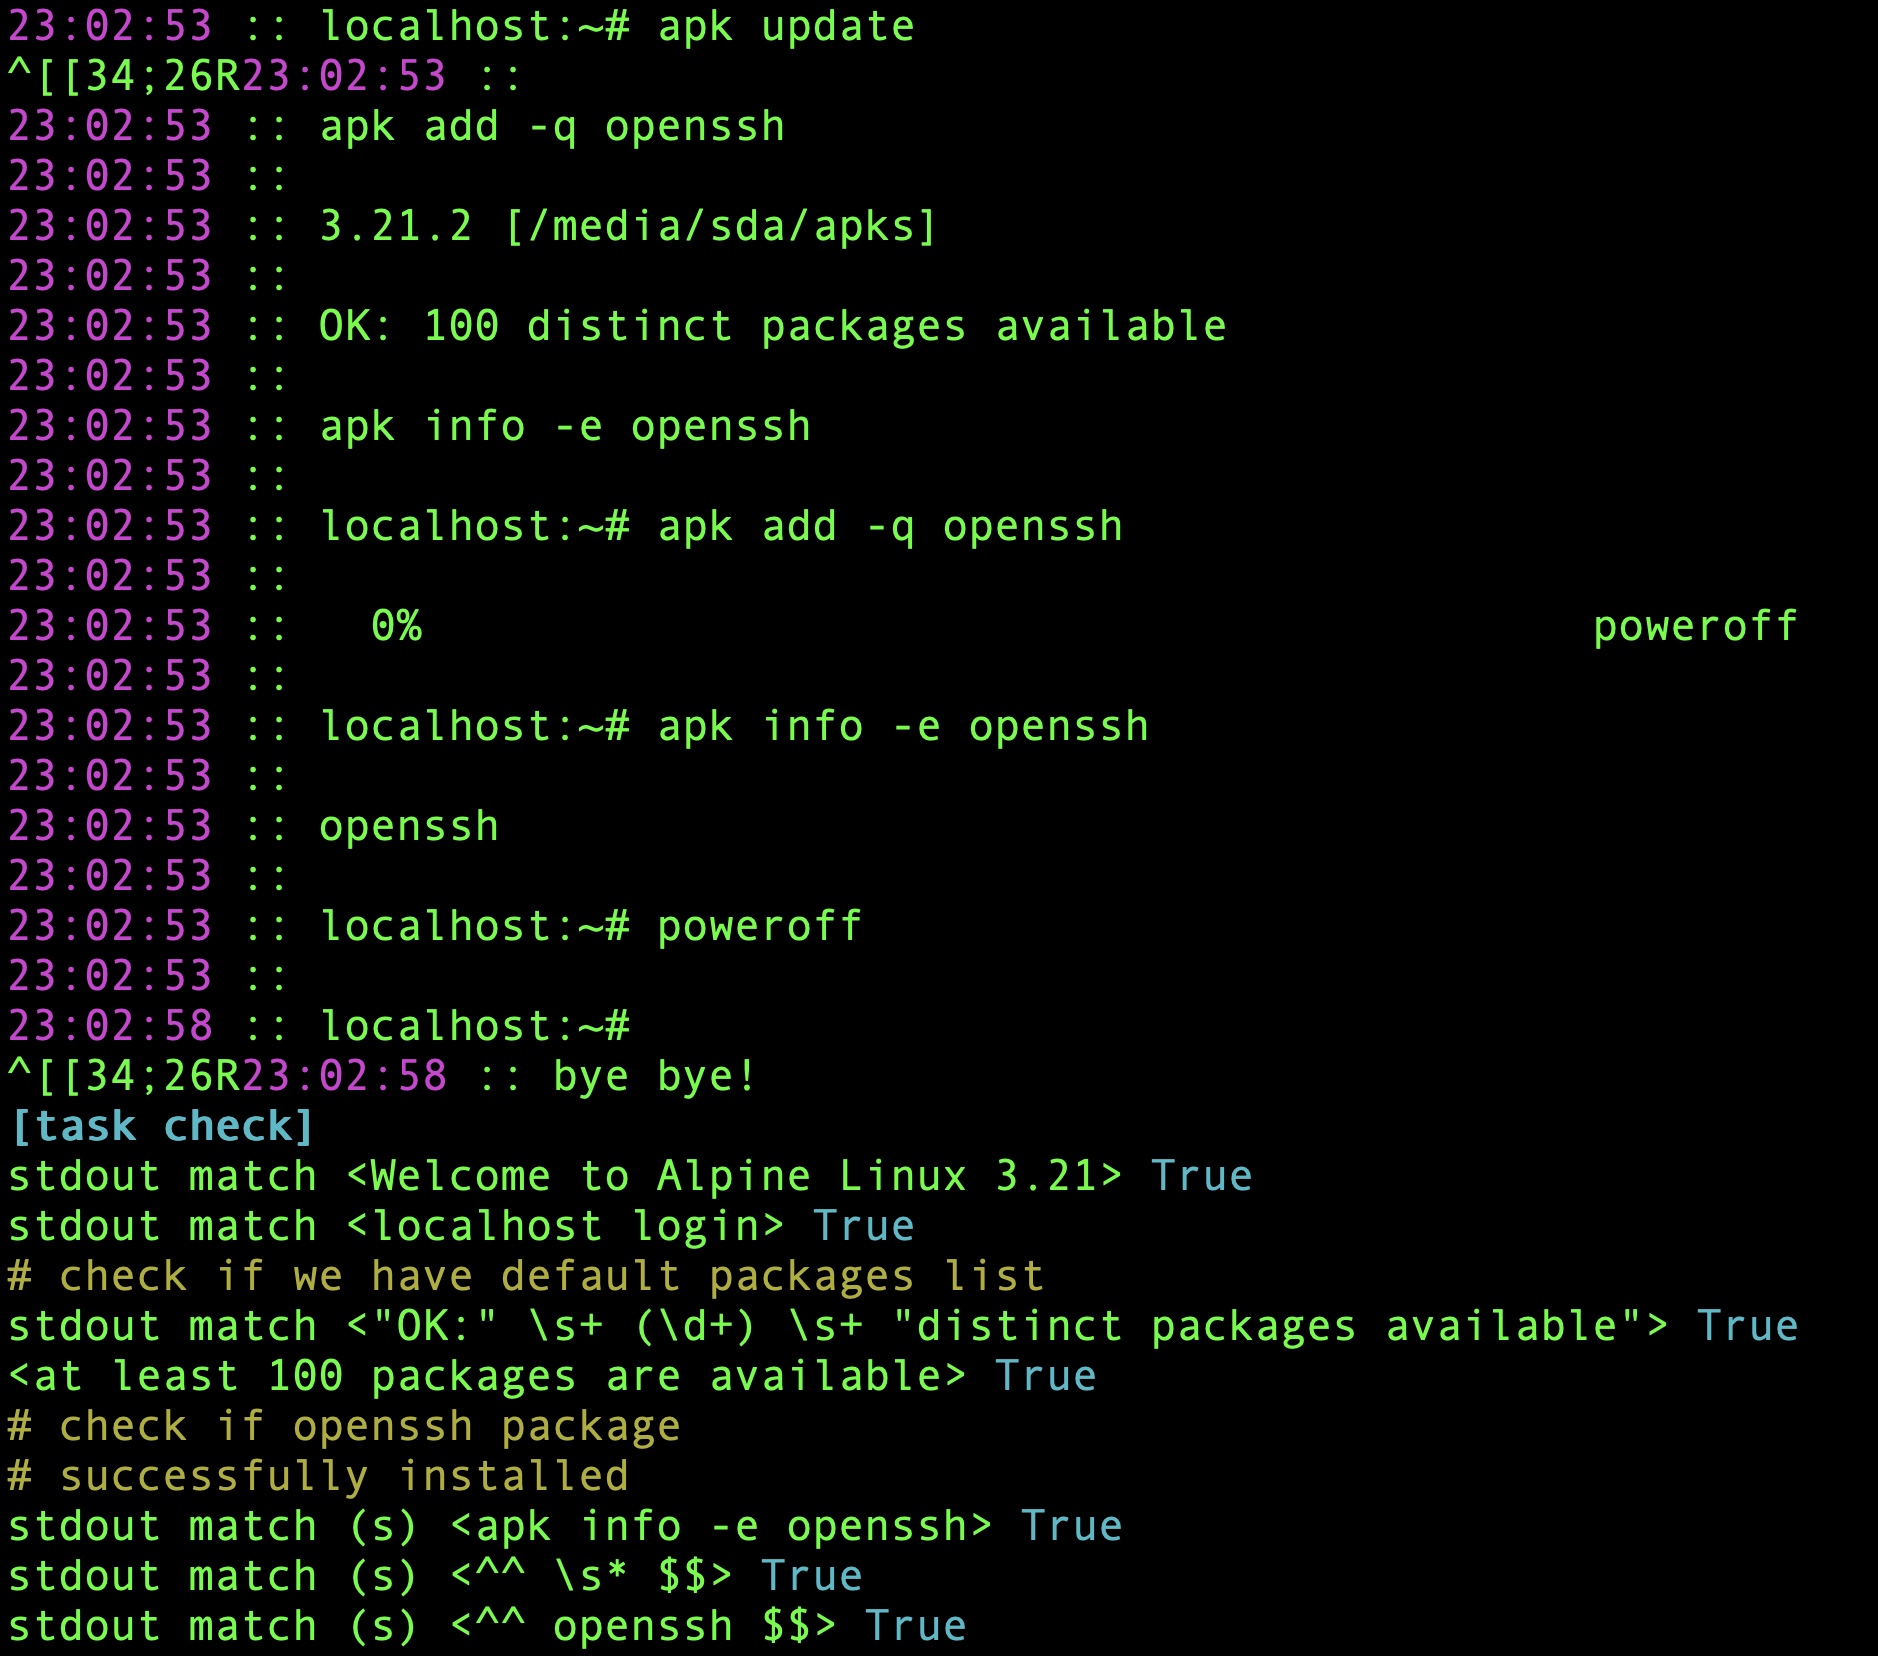 23:02:53 :: localhost:~# apk update
^[[34;26R23:02:53 ::
23:02:53 :: apk add -q openssh
23:02:53 ::
23:02:53 :: 3.21.2 [/media/sda/apks]
23:02:53 ::
23:02:53 :: OK: 100 distinct packages available
23:02:53 ::
23:02:53 :: apk info -e openssh
23:02:53 ::
23:02:53 :: localhost:~# apk add -q openssh
23:02:53 ::
23:02:53 ::   0%                                             poweroff
23:02:53 ::
23:02:53 :: localhost:~# apk info -e openssh
23:02:53 ::
23:02:53 :: openssh
23:02:53 ::
23:02:53 :: localhost:~# poweroff
23:02:53 ::
23:02:58 :: localhost:~#
^[[34;26R23:02:58 :: bye bye!
[task check]
stdout match <Welcome to Alpine Linux 3.21> True
stdout match <localhost login> True
# check if we have default packages list
stdout match <"OK:" \s+ (\d+) \s+ "distinct packages available"> True
<at least 100 packages are available> True
# check if openssh package
# successfully installed
stdout match (s) <apk info -e openssh> True
stdout match (s) <^^ \s* $$> True
stdout match (s) <^^ openssh $$> True